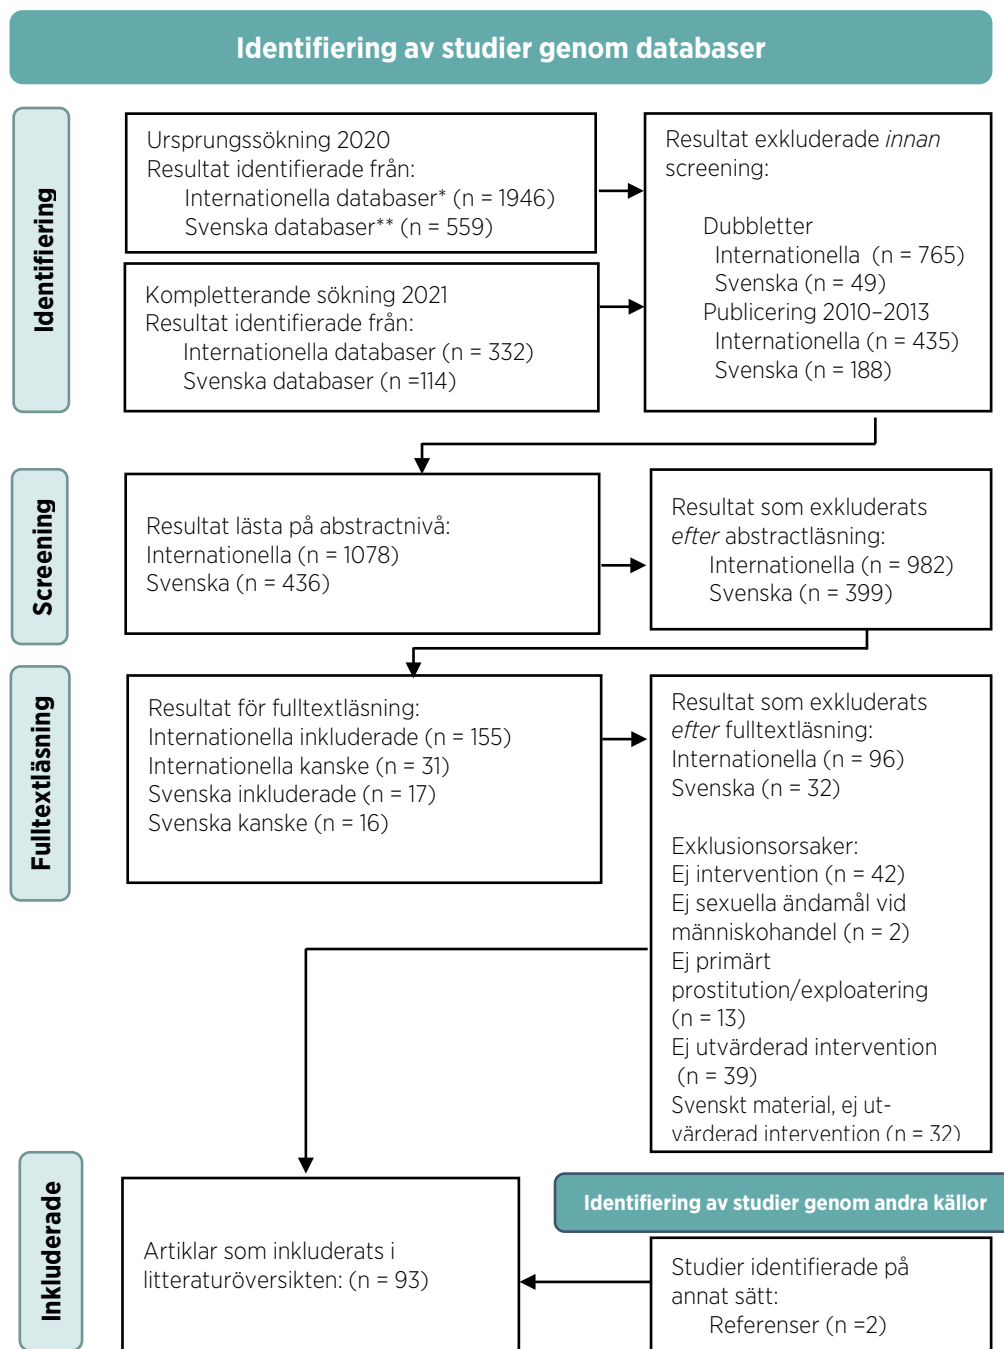 Identifiering av studier genom databaser
Identifiering
Ursprungssökning 2020
Resultat identifierade från:
Internationella databaser* (n = 1946)
Svenska databaser** (n = 559)
Kompletterande sökning 2021
Resultat identifierade från:
Internationella databaser (n = 332)
Svenska databaser (n =114)
Resultat exkluderade innan
screening:
Dubbletter
Internationella (n = 765)
Svenska (n = 49)
Publicering 2010–2013
Internationella (n = 435)
Svenska (n = 188)
Screening
Resultat lästa på abstractnivå:
Internationella (n = 1078)
Svenska (n = 436)
Resultat som exkluderats
efter abstractläsning:
Internationella (n = 982)
Svenska (n = 399)
Fulltextläsning
Resultat för fulltextläsning:
Internationella inkluderade (n = 155)
Internationella kanske (n = 31)
Svenska inkluderade (n = 17)
Svenska kanske (n = 16)
Resultat som exkluderats
efter fulltextläsning:
Internationella (n = 96)
Svenska (n = 32)
Exklusionsorsaker:
Ej intervention (n = 42)
Ej sexuella ändamål vid
människohandel (n = 2)
Ej primärt
prostitution/exploatering
(n = 13)
Ej utvärderad intervention
(n = 39)
Svenskt material, ej ut-
värderad intervention (n = 32)
Inkluderade
Artiklar som inkluderats i
litteraturöversikten: (n = 93)
Identifiering av studier genom andra källor
Studier identifierade på
annat sätt:
Referenser (n =2)